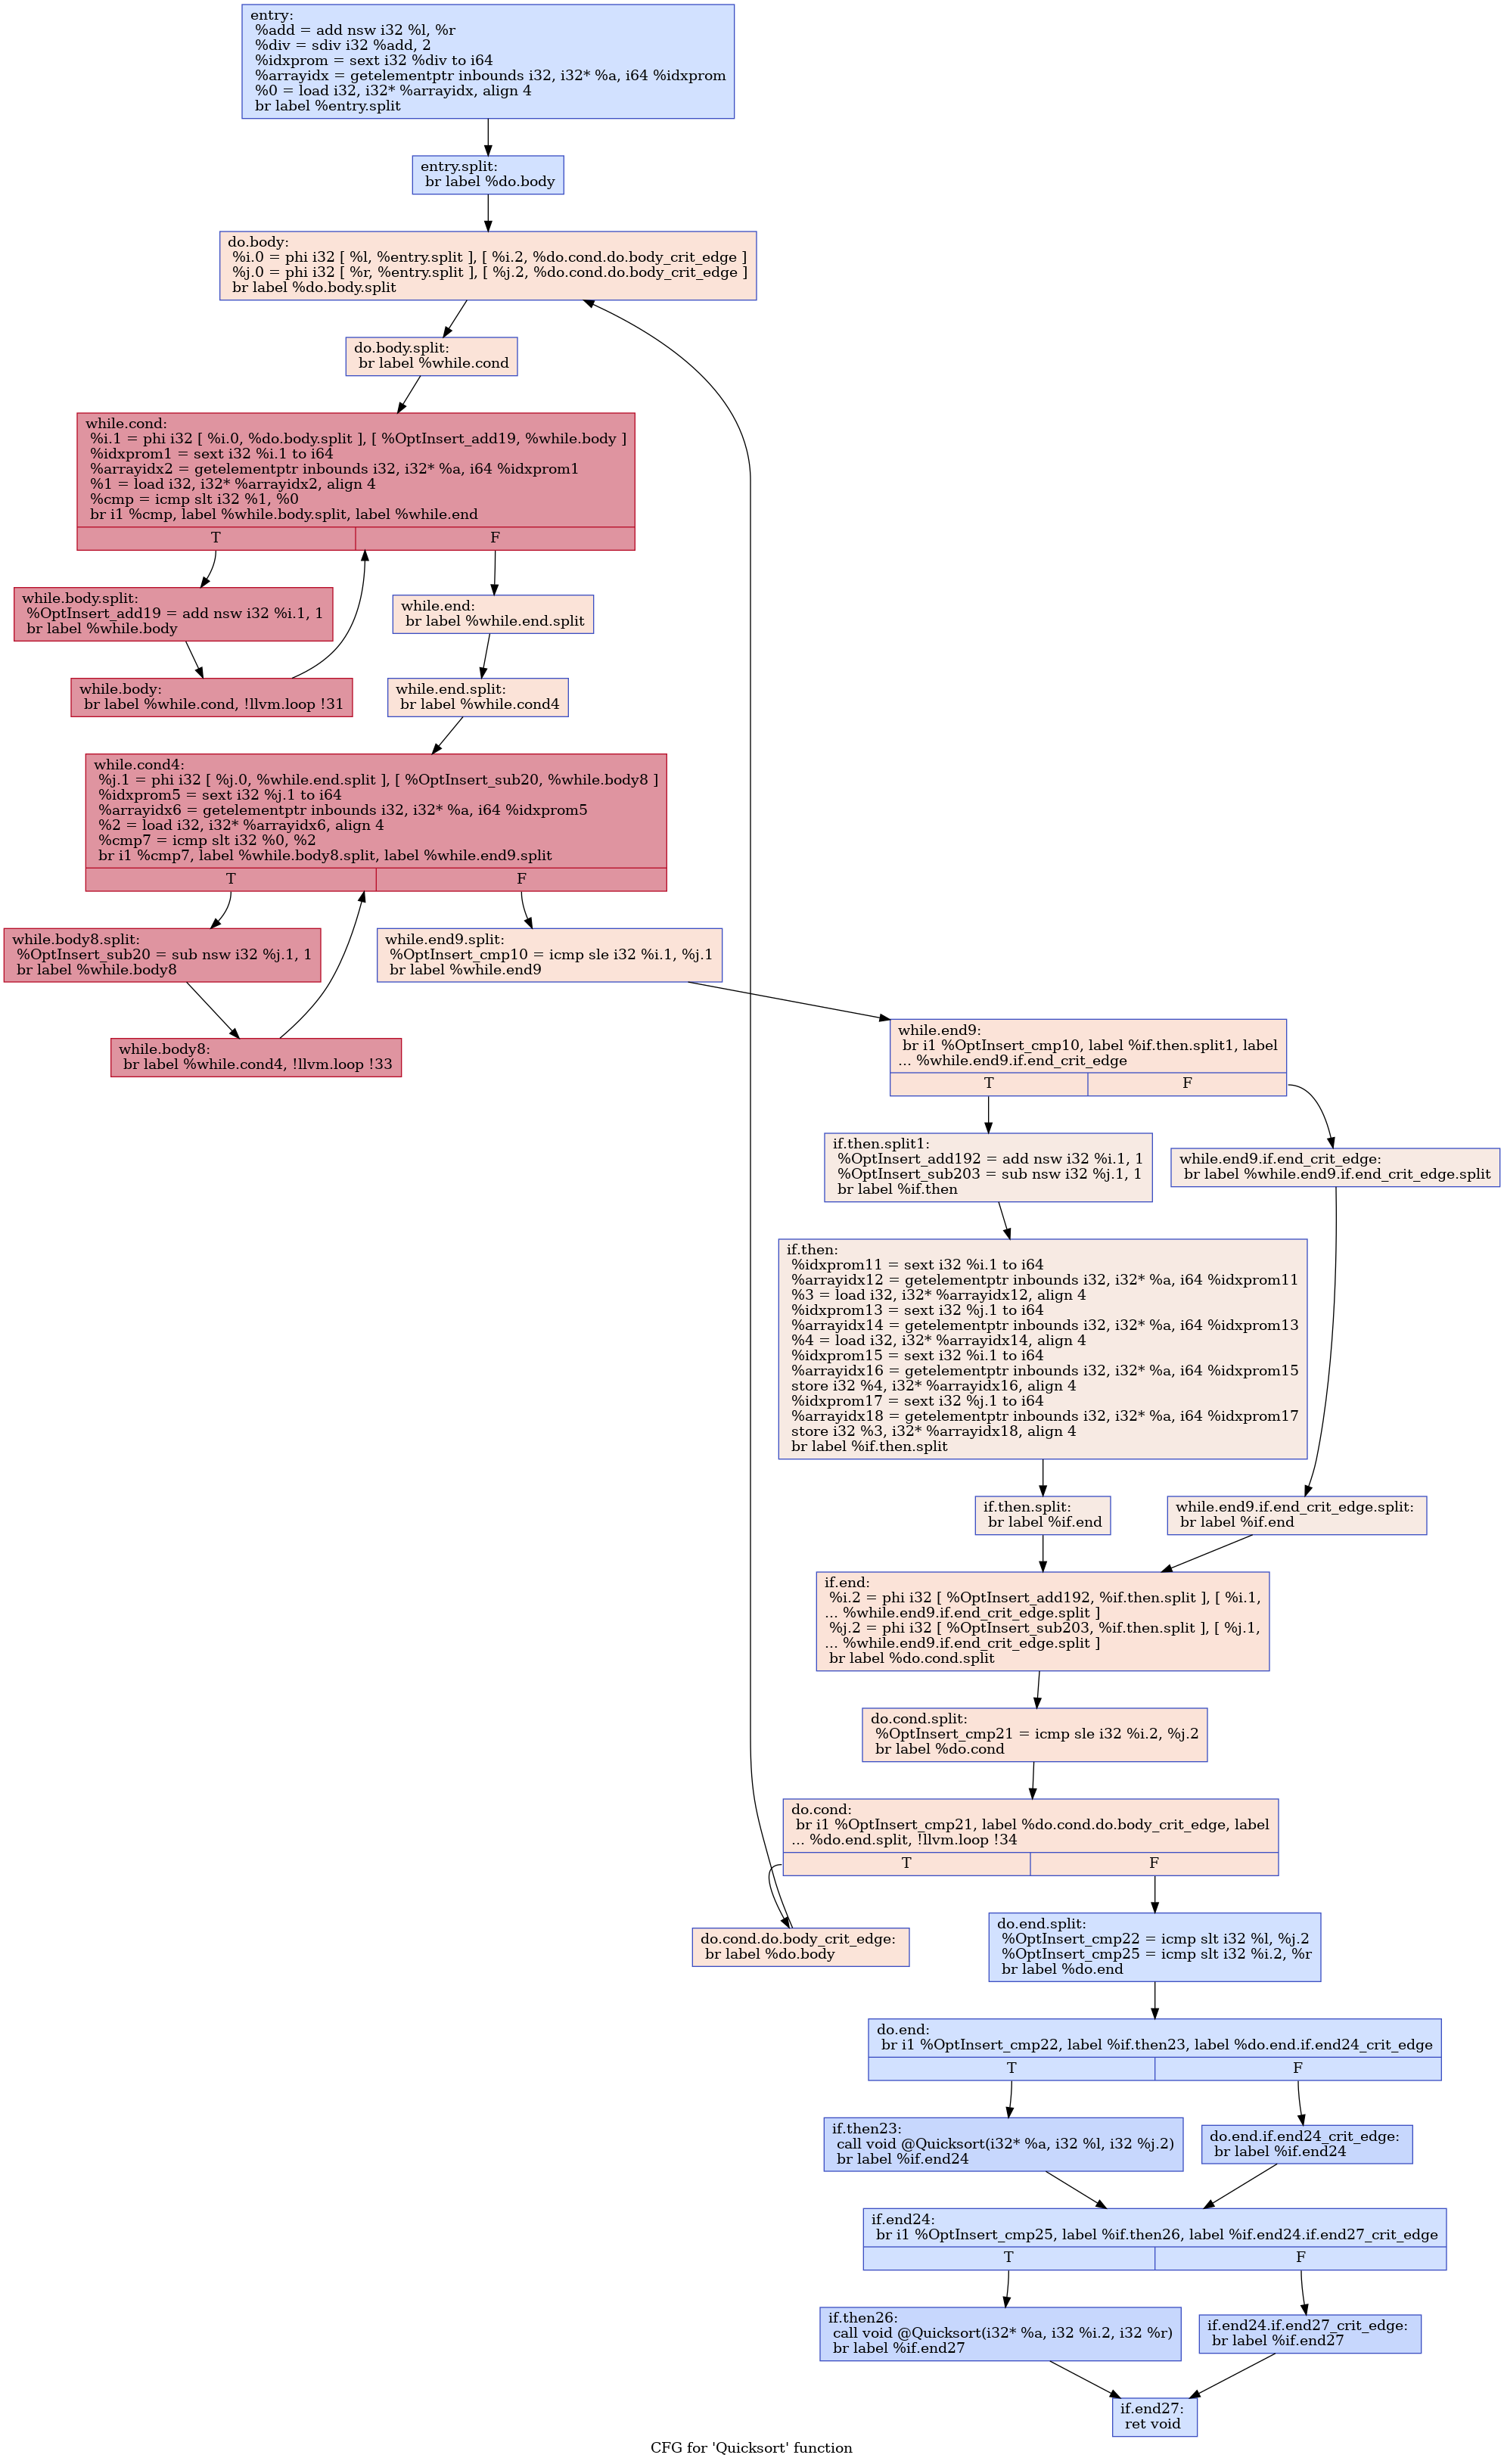 entry:
%add = add nsw i32 %l, %r
%div = sdiv i32 %add, 2
%idxprom = sext i32 %div to i64
%arrayidx = getelementptr inbounds i32, i32* %a, i64 %idxprom
%0 = load i32, i32* %arrayidx, align 4
br label %entry.split
entry.split:
br label %do.body
do.body:
%i.0 = phi i32 [ %l, %entry.split ], [ %i.2, %do.cond.do.body_crit_edge ]
%j.0 = phi i32 [ %r, %entry.split ], [ %j.2, %do.cond.do.body_crit_edge ]
br label %do.body.split
do.body.split:
br label %while.cond
while.cond:
%i.1 = phi i32 [ %i.0, %do.body.split ], [ %OptInsert_add19, %while.body ]
%idxprom1 = sext i32 %i.1 to i64
%arrayidx2 = getelementptr inbounds i32, i32* %a, i64 %idxprom1
%1 = load i32, i32* %arrayidx2, align 4
%cmp = icmp slt i32 %1, %0
br i1 %cmp, label %while.body.split, label %while.end
T F
while.body.split:
%OptInsert_add19 = add nsw i32 %i.1, 1
br label %while.body
while.end:
br label %while.end.split
while.body:
br label %while.cond, !llvm.loop !31
while.end.split:
br label %while.cond4
while.cond4:
%j.1 = phi i32 [ %j.0, %while.end.split ], [ %OptInsert_sub20, %while.body8 ]
%idxprom5 = sext i32 %j.1 to i64
%arrayidx6 = getelementptr inbounds i32, i32* %a, i64 %idxprom5
%2 = load i32, i32* %arrayidx6, align 4
%cmp7 = icmp slt i32 %0, %2
br i1 %cmp7, label %while.body8.split, label %while.end9.split
T F
while.body8.split:
%OptInsert_sub20 = sub nsw i32 %j.1, 1
br label %while.body8
while.end9.split:
%OptInsert_cmp10 = icmp sle i32 %i.1, %j.1
br label %while.end9
while.body8:
br label %while.cond4, !llvm.loop !33
while.end9:
br i1 %OptInsert_cmp10, label %if.then.split1, label
... %while.end9.if.end_crit_edge
T F
if.then.split1:
%OptInsert_add192 = add nsw i32 %i.1, 1
%OptInsert_sub203 = sub nsw i32 %j.1, 1
br label %if.then
while.end9.if.end_crit_edge:
br label %while.end9.if.end_crit_edge.split
if.then:
%idxprom11 = sext i32 %i.1 to i64
%arrayidx12 = getelementptr inbounds i32, i32* %a, i64 %idxprom11
%3 = load i32, i32* %arrayidx12, align 4
%idxprom13 = sext i32 %j.1 to i64
%arrayidx14 = getelementptr inbounds i32, i32* %a, i64 %idxprom13
%4 = load i32, i32* %arrayidx14, align 4
%idxprom15 = sext i32 %i.1 to i64
%arrayidx16 = getelementptr inbounds i32, i32* %a, i64 %idxprom15
store i32 %4, i32* %arrayidx16, align 4
%idxprom17 = sext i32 %j.1 to i64
%arrayidx18 = getelementptr inbounds i32, i32* %a, i64 %idxprom17
store i32 %3, i32* %arrayidx18, align 4
br label %if.then.split
if.then.split:
br label %if.end
while.end9.if.end_crit_edge.split:
br label %if.end
if.end:
%i.2 = phi i32 [ %OptInsert_add192, %if.then.split ], [ %i.1,
... %while.end9.if.end_crit_edge.split ]
%j.2 = phi i32 [ %OptInsert_sub203, %if.then.split ], [ %j.1,
... %while.end9.if.end_crit_edge.split ]
br label %do.cond.split
do.cond.split:
%OptInsert_cmp21 = icmp sle i32 %i.2, %j.2
br label %do.cond
do.cond:
br i1 %OptInsert_cmp21, label %do.cond.do.body_crit_edge, label
... %do.end.split, !llvm.loop !34
T F
do.cond.do.body_crit_edge:
br label %do.body
do.end.split:
%OptInsert_cmp22 = icmp slt i32 %l, %j.2
%OptInsert_cmp25 = icmp slt i32 %i.2, %r
br label %do.end
do.end:
br i1 %OptInsert_cmp22, label %if.then23, label %do.end.if.end24_crit_edge
T F
if.then23:
call void @Quicksort(i32* %a, i32 %l, i32 %j.2)
br label %if.end24
do.end.if.end24_crit_edge:
br label %if.end24
if.end24:
br i1 %OptInsert_cmp25, label %if.then26, label %if.end24.if.end27_crit_edge
T F
if.then26:
call void @Quicksort(i32* %a, i32 %i.2, i32 %r)
br label %if.end27
if.end24.if.end27_crit_edge:
br label %if.end27
if.end27:
ret void
CFG for 'Quicksort' function